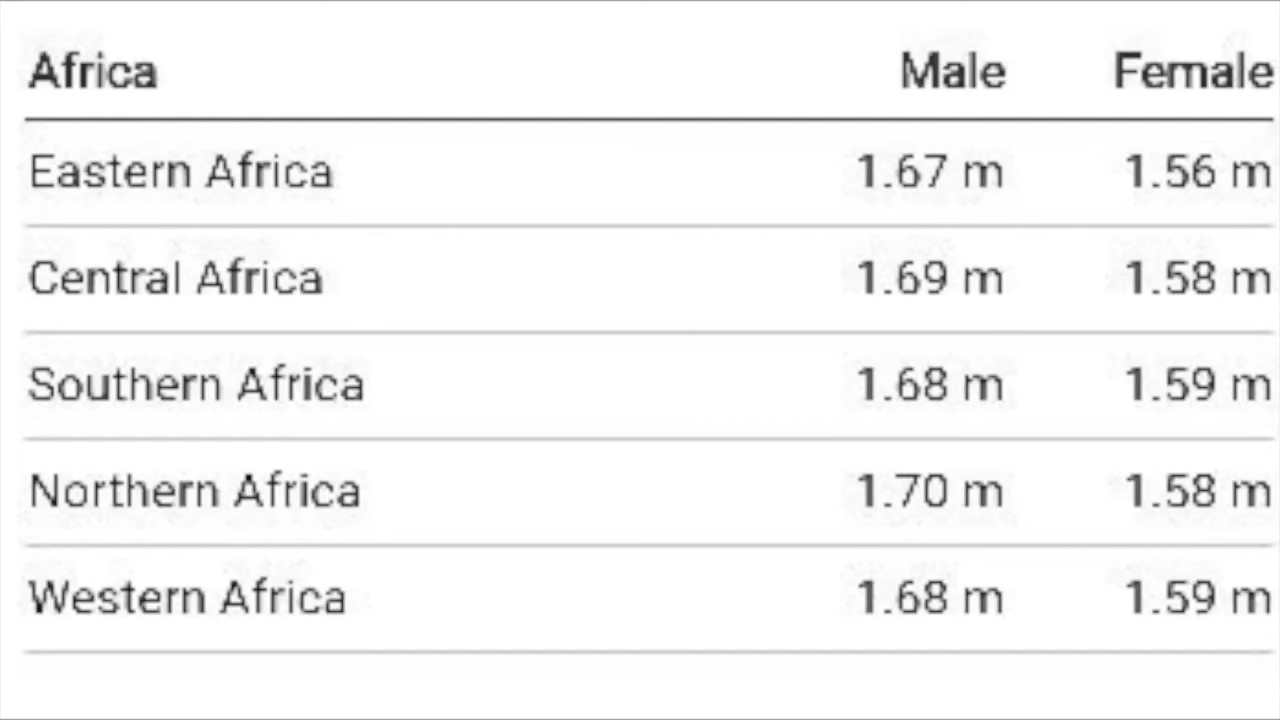 Africa Male Female
Eastern Africa 1.67 m 1.56 m
Central Africa 1.69 m 1.58 m
Southern Africa 1.68 m 1.59 m
Northern Africa 1.70 m 1.58 m
Western Africa 1.68 m 1.59 m